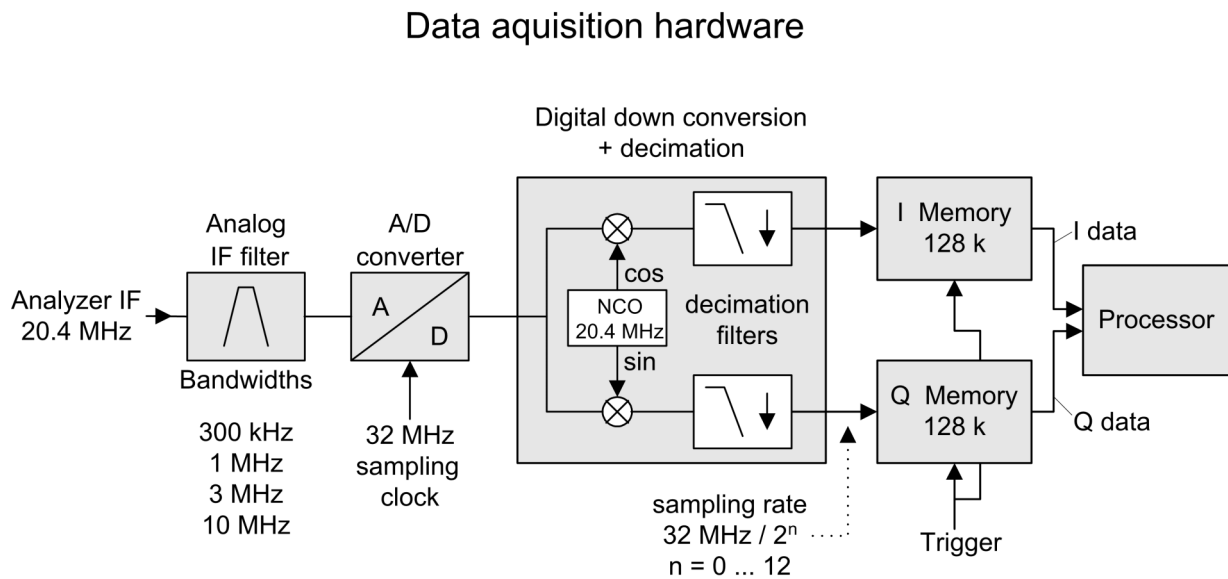 Data aquisition hardware
Digital down conversion
+ decimation
Analog
IF filter
A/D
converter
Analyzer IF
20.4 MHz
A
D
Bandwidths
300 kHz
1 MHz
3 MHz
10 MHz
32 MHz
sampling
clock
cos
NCO
20.4 MHz
sin
decimation
filters
I Memory
128 k
Q Memory
128 k
I data
Q data
Processor
sampling rate
32 MHz / 2ⁿ
n = 0 ... 12
Trigger